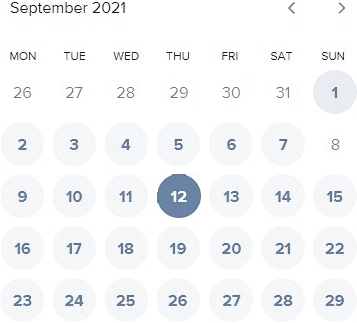 September 2021
MON TUE WED THU FRI SAT SUN
26 27 28 29 30 31 1
2 3 4 5 6 7 8
9 10 11 12 13 14 15
16 17 18 19 20 21 22
23 24 25 26 27 28 29